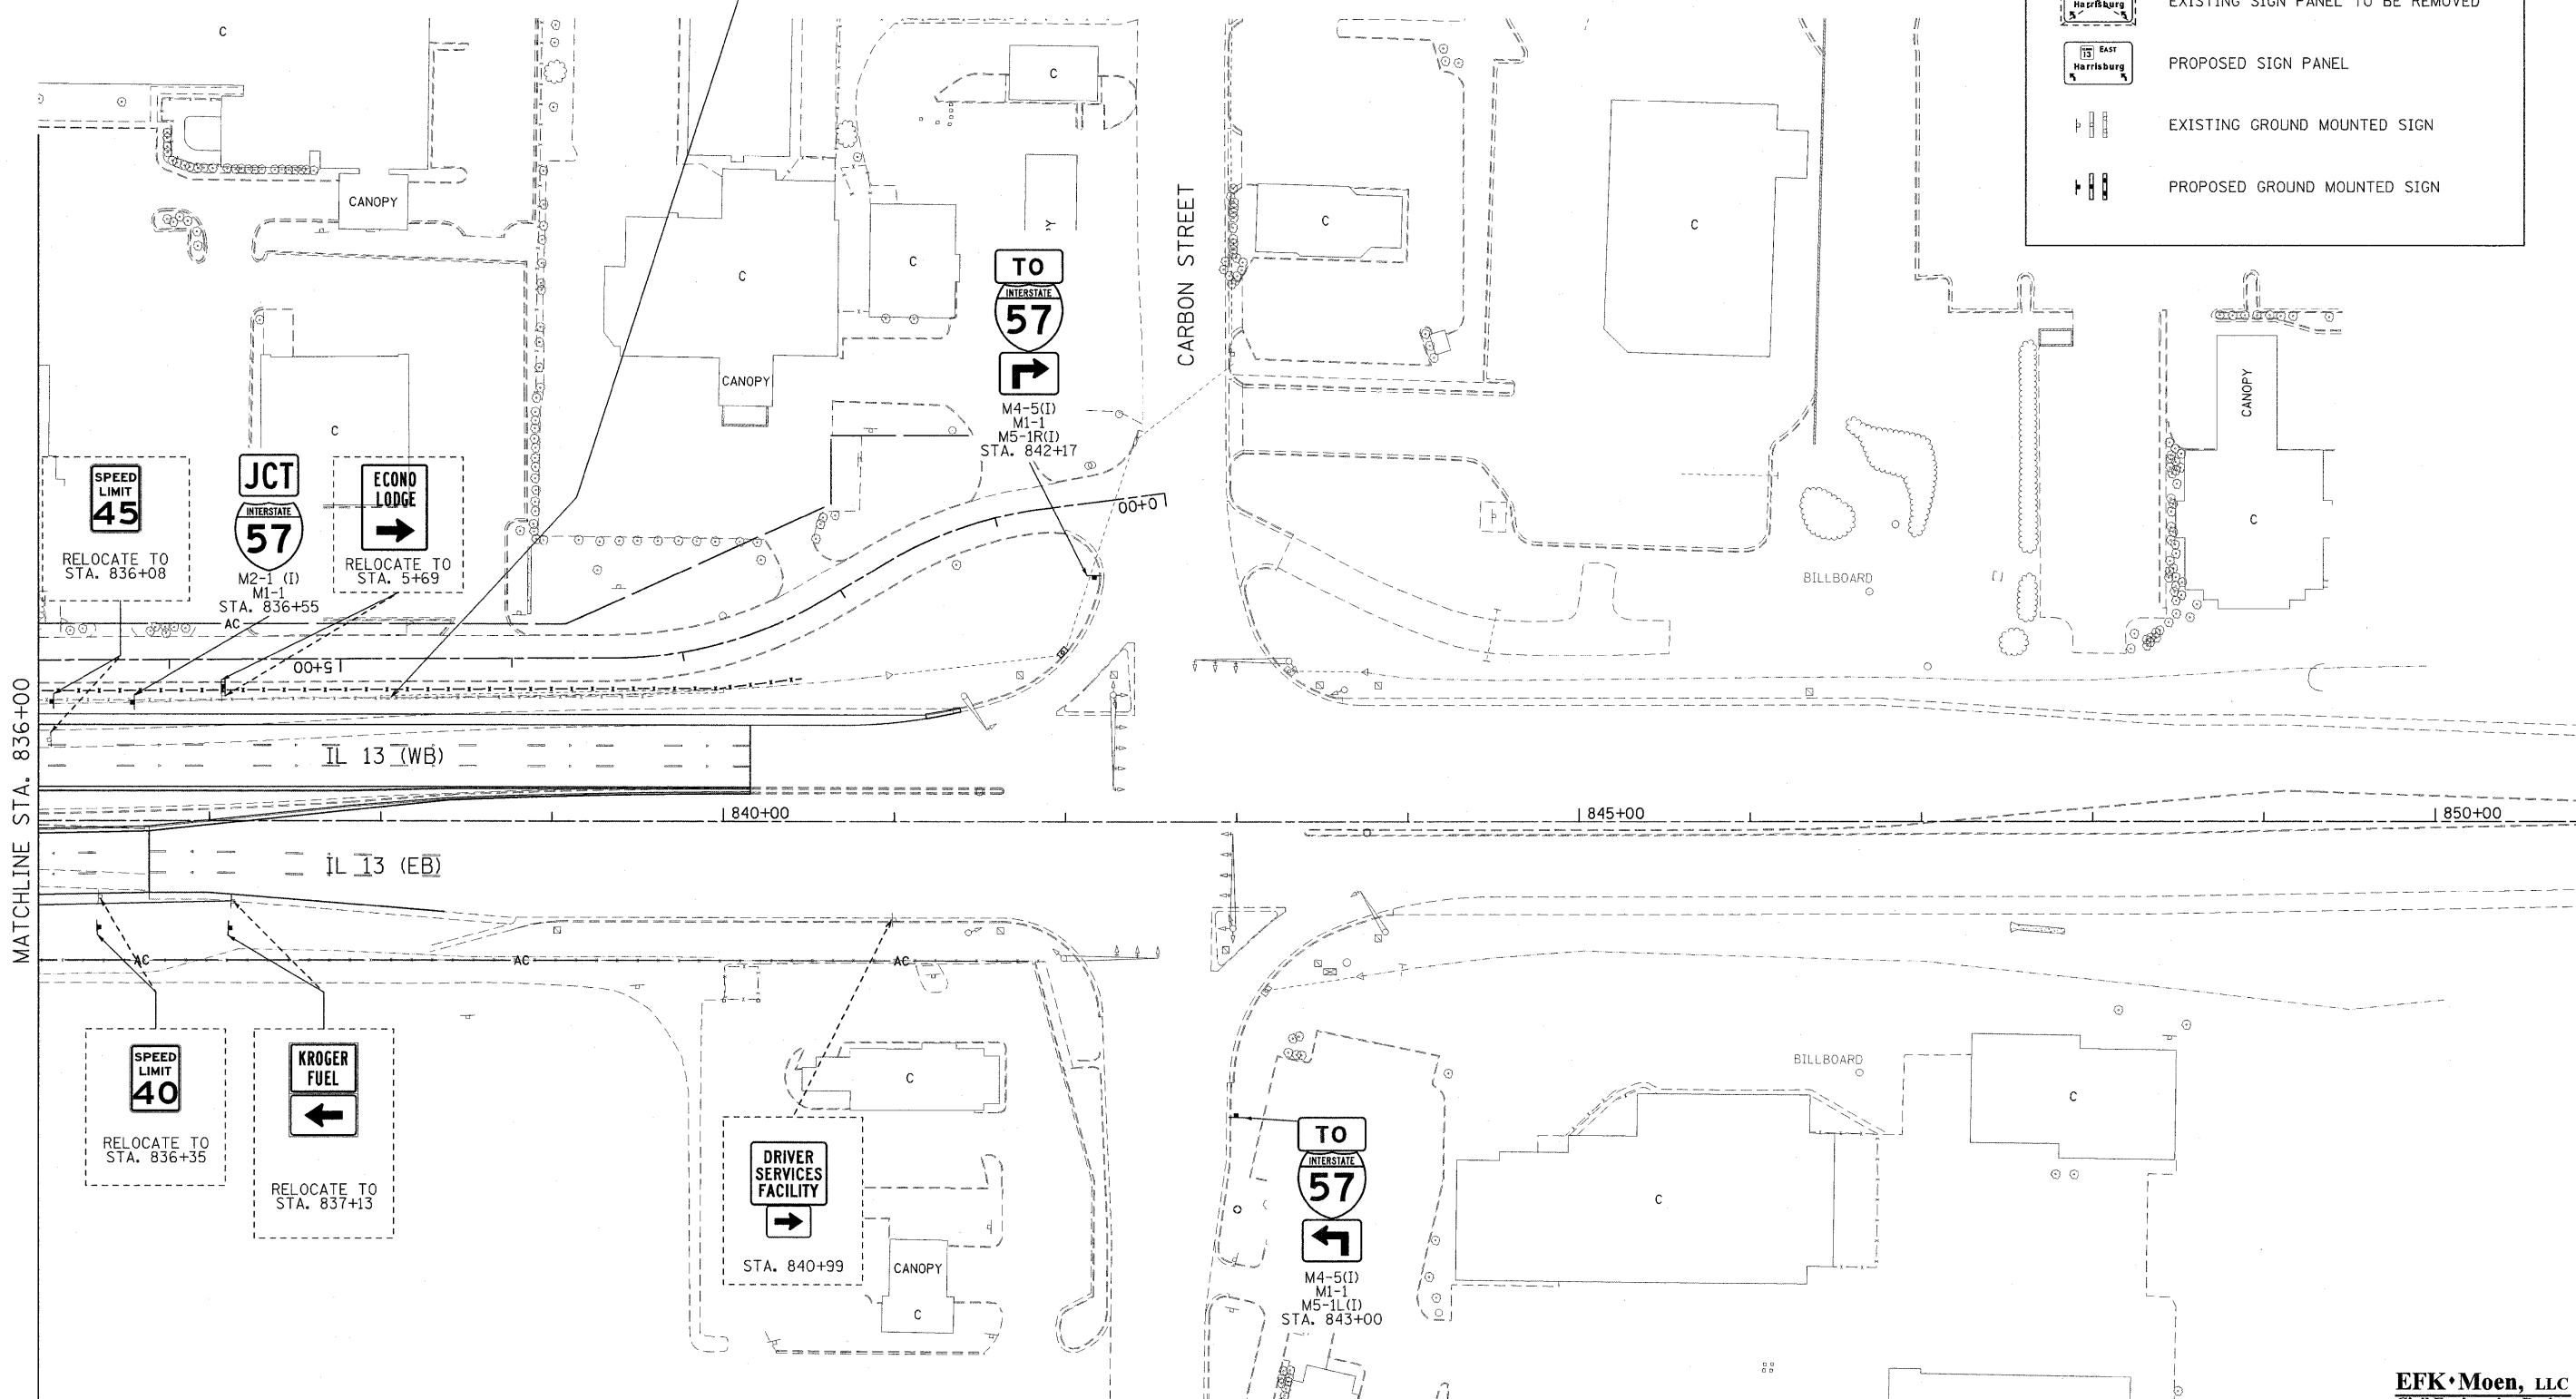 Harrisburg
EXISTING SIGN PANEL TO BE REMOVED
13 EAST
Harrisburg
PROPOSED SIGN PANEL
EXISTING GROUND MOUNTED SIGN
PROPOSED GROUND MOUNTED SIGN
C
C
CANOPY
C
C
Y
CARBON STREET
C
C
TO
INTERSTATE
57
M4-5(I)
M1-1
M5-1R(I)
STA. 842+17
CANOPY
C
CANOPY
C
SPEED
LIMIT
45
RELOCATE TO
STA. 836+08
JCT
INTERSTATE
57
M2-1 (I)
M1-1
STA. 836+55
ECONO
LODGE
RELOCATE TO
STA. 5+69
0+00
BILLBOARD
AC
5+00
MATCHLINE STA. 836+00
IL 13 (WB)
840+00
845+00
850+00
IL 13 (EB)
AC
AC
AC
SPEED
LIMIT
40
RELOCATE TO
STA. 836+35
KROGER
FUEL
RELOCATE TO
STA. 837+13
C
DRIVER
SERVICES
FACILITY
STA. 840+99
CANOPY
C
TO
INTERSTATE
57
M4-5(I)
M1-1
M5-1L(I)
STA. 843+00
BILLBOARD
C
C
EFK•Moen, LLC